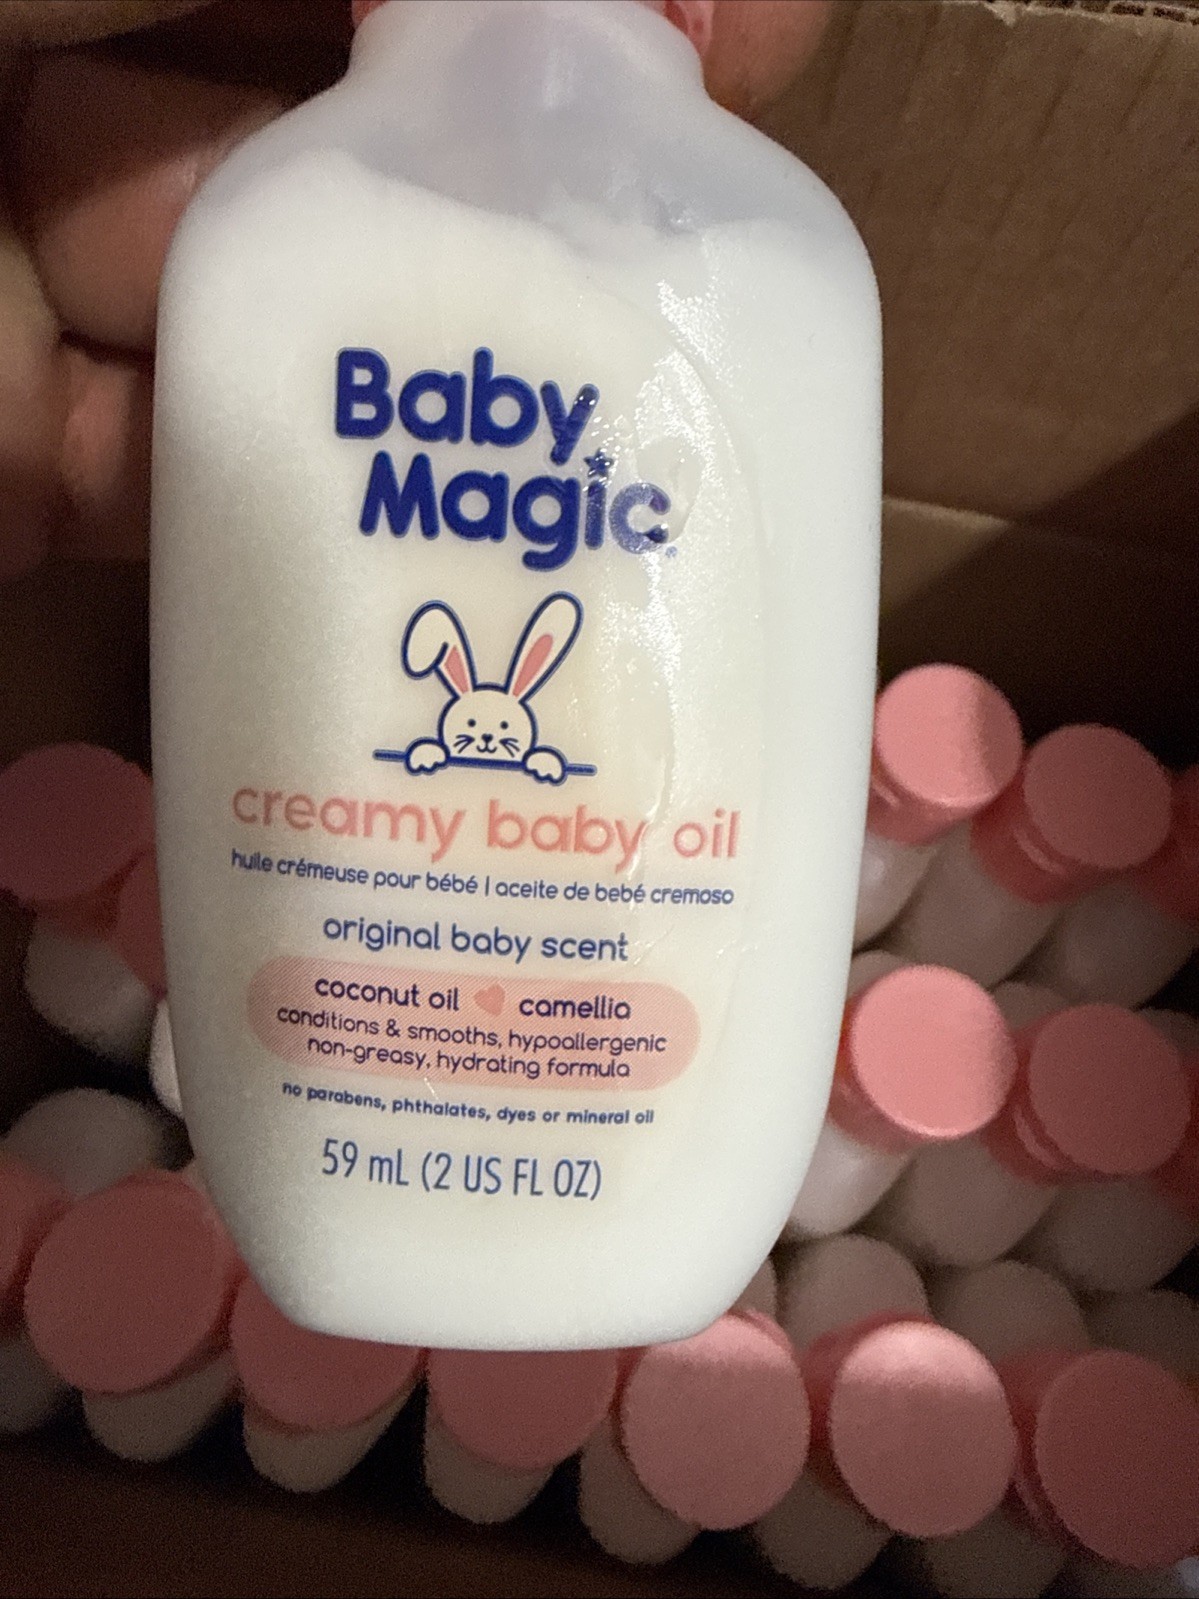 Baby
Magic®
creamy baby oil
huile crémeuse pour bébé | aceite de bebé cremoso
original baby scent
coconut oil camellia
conditions & smooths, hypoallergenic
non-greasy, hydrating formula
no parabens, phthalates, dyes or mineral oil
59 mL (2 US FL OZ)